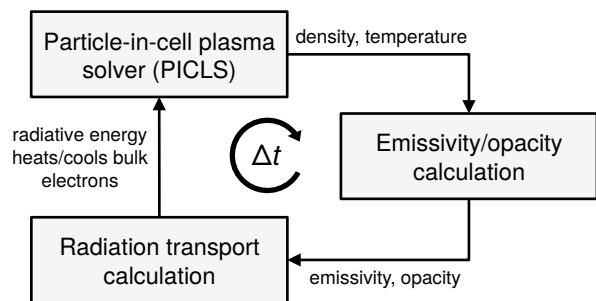 Particle-in-cell plasma
solver (PICLS)
density, temperature
radiative energy
heats/cools bulk
electrons
Δt
Emissivity/opacity
calculation
Radiation transport
calculation
emissivity, opacity